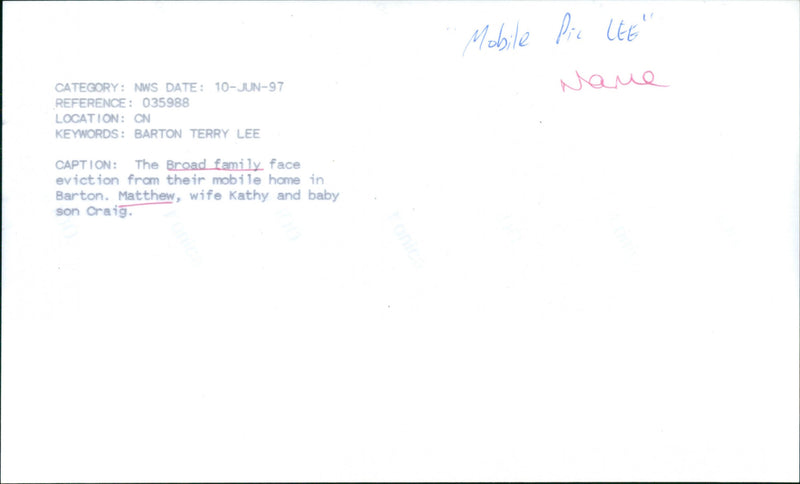 "Mobile Pic LEE"
Name
CATEGORY: NWS DATE: 10-JUN-97
REFERENCE: 035988
LOCATION: CN
KEYWORDS: BARTON TERRY LEE
CAPTION: The Broad family face
eviction from their mobile home in
Barton. Matthew, wife Kathy and baby
son Craig.